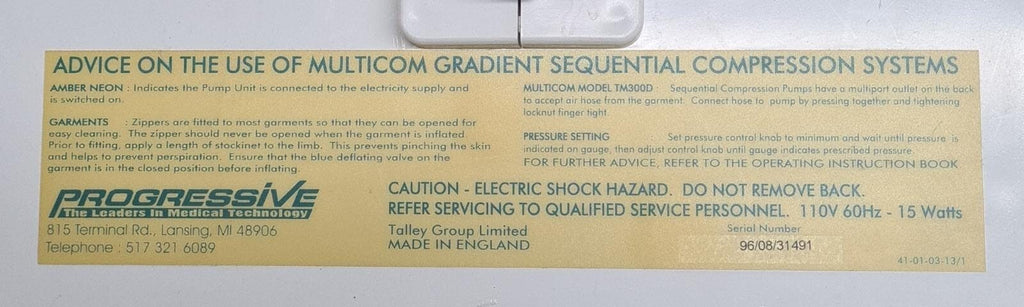 ADVICE ON THE USE OF MULTICOM GRADIENT SEQUENTIAL COMPRESSION SYSTEMS
AMBER NEON : Indicates the Pump Unit is connected to the electricity supply and
is switched on.
GARMENTS : Zippers are fitted to most garments so that they can be opened for
easy cleaning. The zipper should never be opened when the garment is inflated.
Prior to fitting, apply a length of stockinet to the limb. This prevents pinching the skin
and helps to prevent perspiration. Ensure that the blue deflating valve on the
garment is in the closed position before inflating.
MULTICOM MODEL TM300D : Sequential Compression Pumps have a multiport outlet on the back
to accept air hose from the garment. Connect hose to pump by pressing together and tightening
locknut finger tight.
PRESSURE SETTING Set pressure control knob to minimum and wait until pressure is
indicated on gauge, then adjust control knob until gauge indicates prescribed pressure.
FOR FURTHER ADVICE, REFER TO THE OPERATING INSTRUCTION BOOK
PROGRESSIVE
The Leaders In Medical Technology
815 Terminal Rd., Lansing, MI 48906
Telephone : 517 321 6089
CAUTION - ELECTRIC SHOCK HAZARD. DO NOT REMOVE BACK.
REFER SERVICING TO QUALIFIED SERVICE PERSONNEL. 110V 60Hz - 15 Watts
Talley Group Limited
MADE IN ENGLAND
Serial Number
96/08/31491
41-01-03-13/1